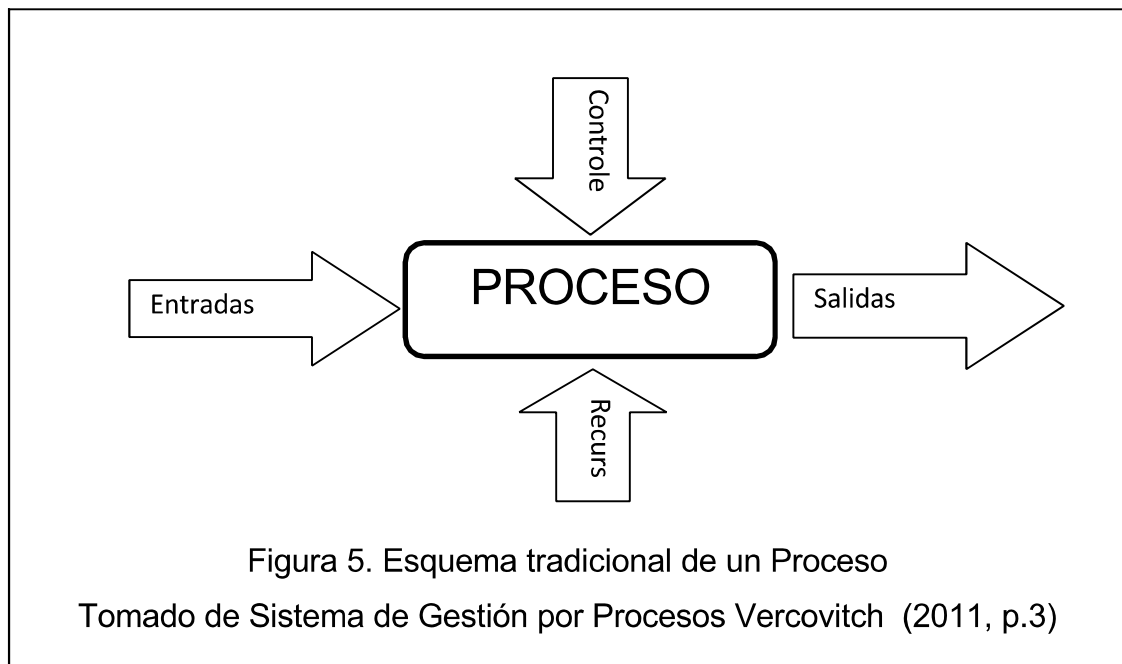 Controle
PROCESO
Entradas
Salidas
Recurs
Figura 5. Esquema tradicional de un Proceso
Tomado de Sistema de Gestión por Procesos Vercovitch (2011, p.3)